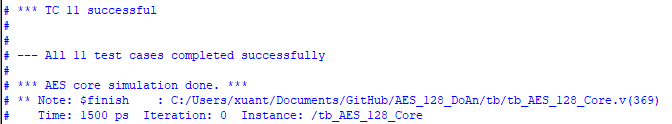 # *** TC 11 successful
#
#
# --- All 11 test cases completed successfully
#
# *** AES core simulation done. ***
# ** Note: $finish    : C:/Users/xuant/Documents/GitHub/AES_128_DoAn/tb/tb_AES_128_Core.v(369)
#    Time: 1500 ps  Iteration: 0  Instance: /tb_AES_128_Core